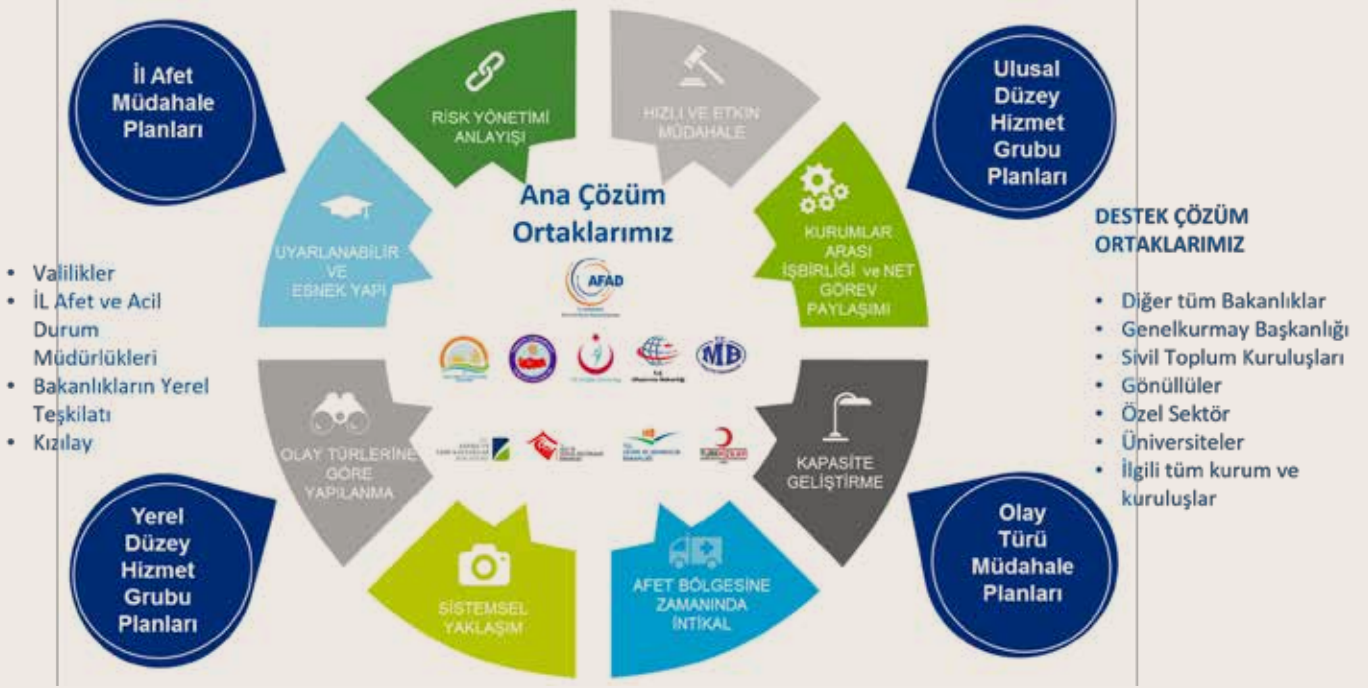 İl Afet
Müdahale
Planları
RİSK YÖNETİMİ
ANLAYIŞI
HIZLI VE ETKİN
MÜDAHALE
Ulusal
Düzey
Hizmet
Grubu
Planları
UYARLANABİLİR
VE
ESNEK YAPI
Ana Çözüm
Ortaklarımız
AFAD
MB
KURUMLAR
ARASI
İŞBİRLİĞİ ve NET
GÖREV
PAYLAŞIMI
DESTEK ÇÖZÜM
ORTAKLARIMIZ
• Valilikler
• İL Afet ve Acil
Durum
Müdürlükleri
• Bakanlıkların Yerel
Teşkilatı
• Kızılay
• Diğer tüm Bakanlıklar
• Genelkurmay Başkanlığı
• Sivil Toplum Kuruluşları
• Gönüllüler
• Özel Sektör
• Üniversiteler
• İlgili tüm kurum ve
kuruluşlar
OLAY TÜRLERİNE
GÖRE
YAPILANMA
KAPASİTE
GELİŞTİRME
Yerel
Düzey
Hizmet
Grubu
Planları
SİSTEMSEL
YAKLAŞIM
AFET BÖLGESİNE
ZAMANINDA
İNTİKAL
Olay
Türü
Müdahale
Planları